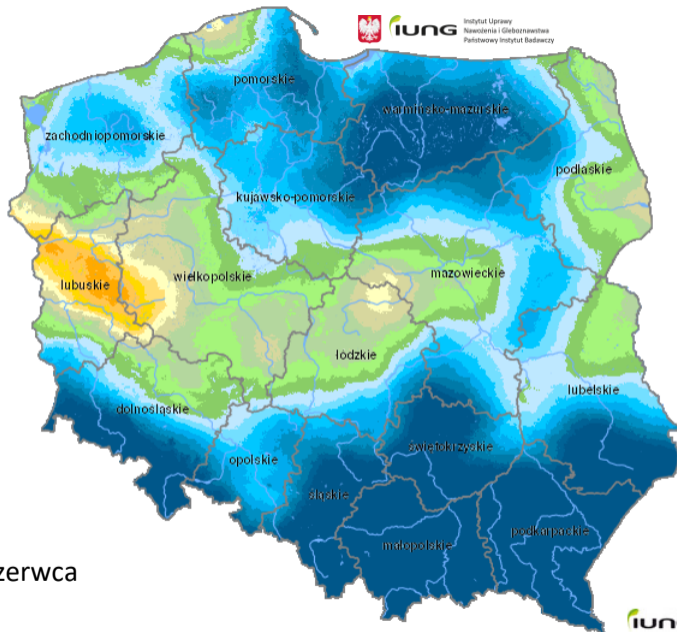 iUNG
Instytut Uprawy
Nawożenia i Gleboznawstwa
Państwowy Instytut Badawczy
pomorskie
warmińsko-mazurskie
zachodniopomorskie
podlaskie
kujawsko-pomorskie
wielkopolskie
mazowieckie
lubuskie
łódzkie
lubelskie
dolnośląskie
świętokrzyskie
opolskie
śląskie
podkarpackie
małopolskie
zerwca
iun